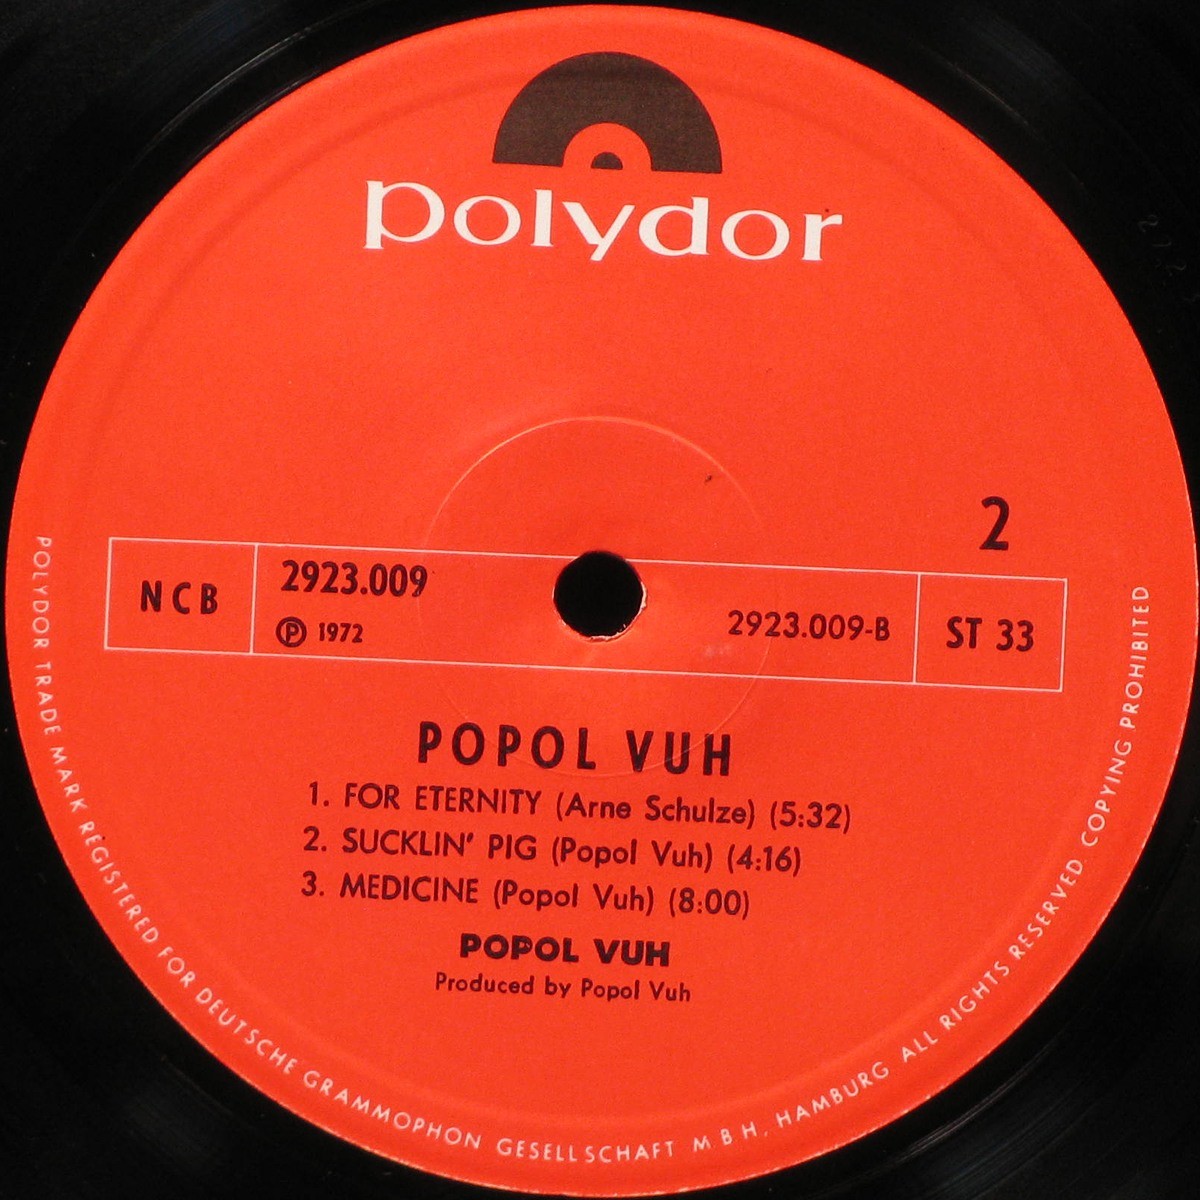 polydor
2
NCB
2923.009
Ⓟ 1972
2923.009-B
ST 33
POPOL VUH
1. FOR ETERNITY (Arne Schulze) (5:32)
2. SUCKLIN' PIG (Popol Vuh) (4:16)
3. MEDICINE (Popol Vuh) (8:00)
POPOL VUH
Produced by Popol Vuh
POLYDOR TRADE MARK REGISTERED FOR DEUTSCHE GRAMMOPHON GESELLSCHAFT MBH, HAMBURG ALL RIGHTS RESERVED COPYING PROHIBITED